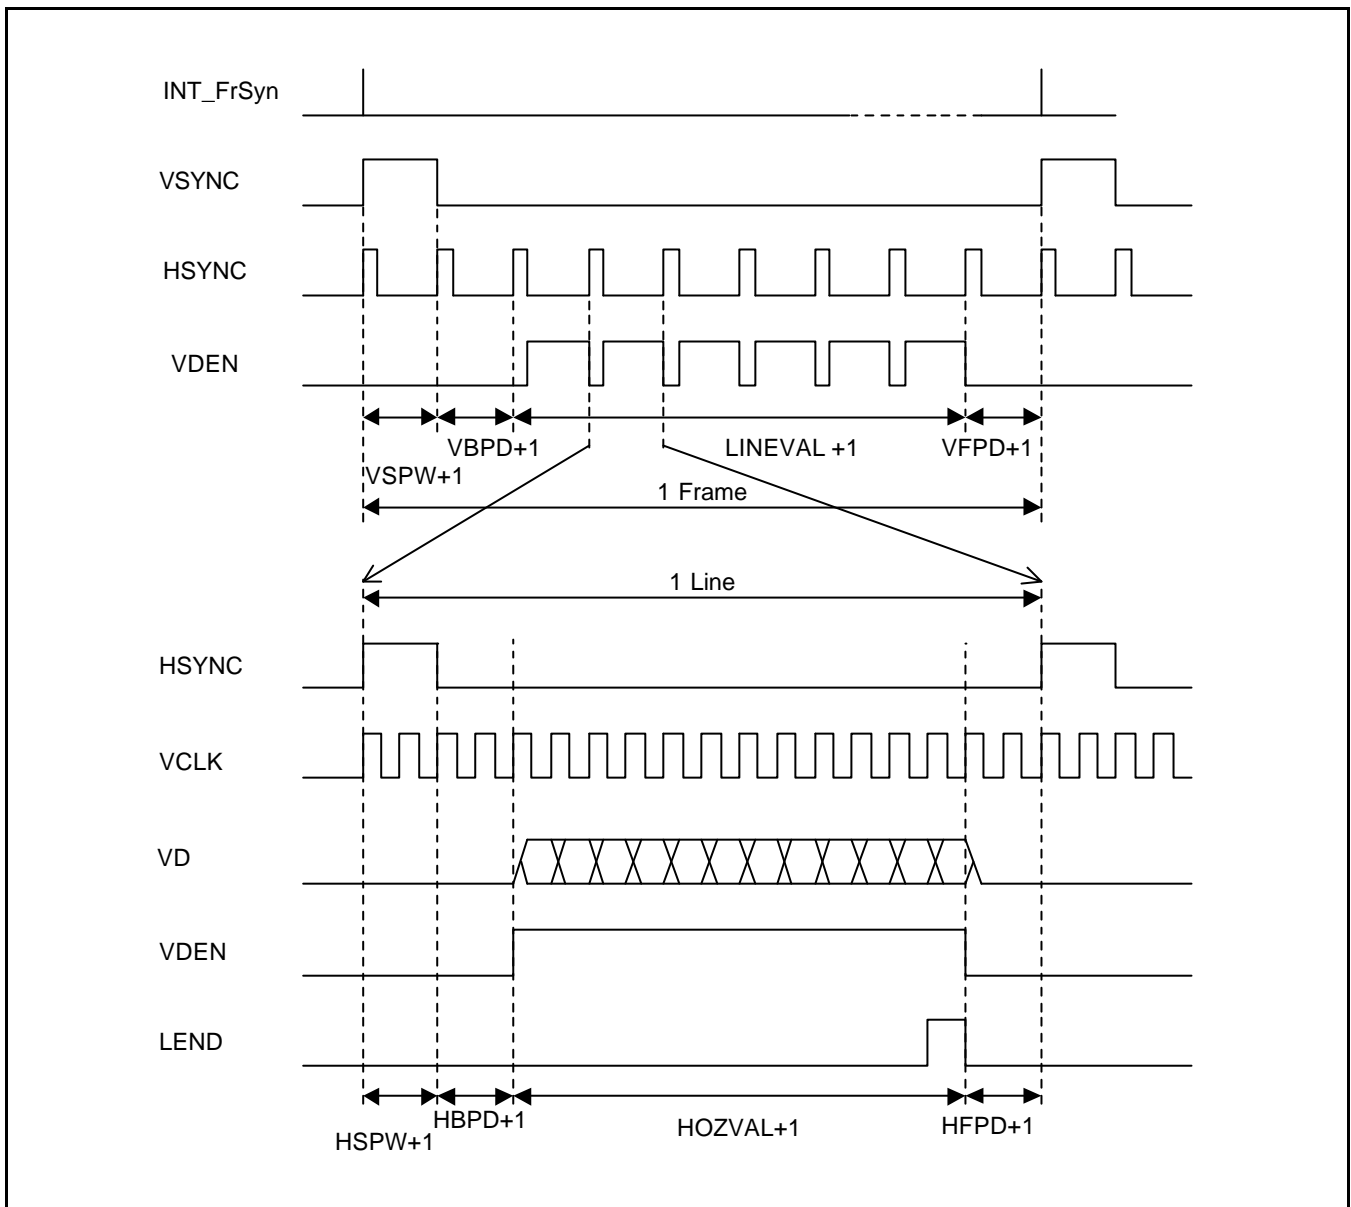 INT_FrSyn
VSYNC
HSYNC
VDEN
VBPD+1
LINEVAL +1
VFPD+1
VSPW+1
1 Frame
1 Line
HSYNC
VCLK
VD
VDEN
LEND
HBPD+1
HOZVAL+1
HFPD+1
HSPW+1